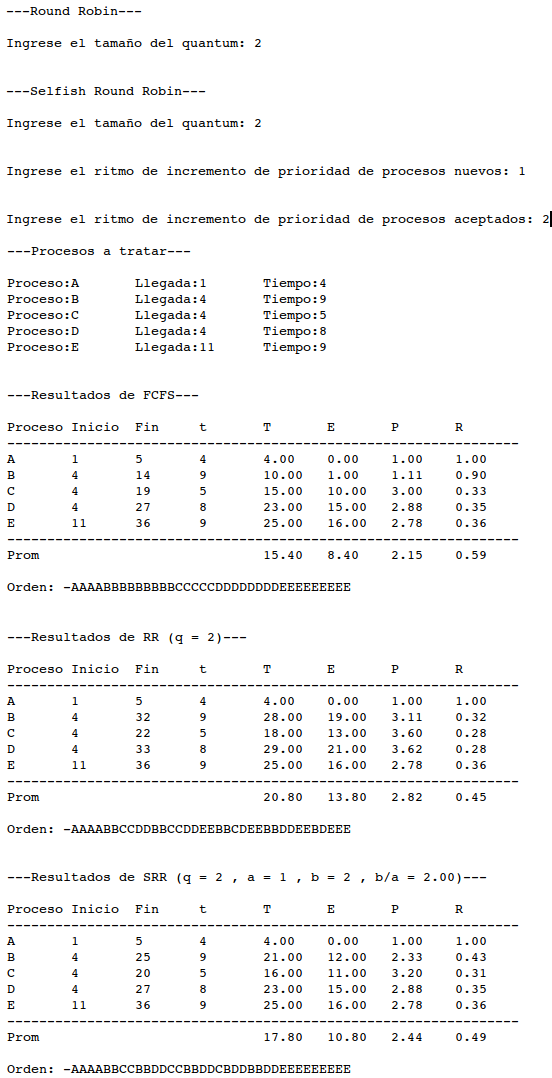 ---Round Robin---
Ingrese el tamaño del quantum: 2
---Selfish Round Robin---
Ingrese el tamaño del quantum: 2
Ingrese el ritmo de incremento de prioridad de procesos nuevos: 1
Ingrese el ritmo de incremento de prioridad de procesos aceptados: 2
---Procesos a tratar---
Proceso:A Llegada:1 Tiempo:4
Proceso:B Llegada:4 Tiempo:9
Proceso:C Llegada:4 Tiempo:5
Proceso:D Llegada:4 Tiempo:8
Proceso:E Llegada:11 Tiempo:9
---Resultados de FCFS---
Proceso Inicio Fin t T E P R
----------------------------------------------------------------
A 1 5 4 4.00 0.00 1.00 1.00
B 4 14 9 10.00 1.00 1.11 0.90
C 4 19 5 15.00 10.00 3.00 0.33
D 4 27 8 23.00 15.00 2.88 0.35
E 11 36 9 25.00 16.00 2.78 0.36
----------------------------------------------------------------
Prom 15.40 8.40 2.15 0.59
Orden: -AAAABBBBBBBBBCCCCCDDDDDDDDEEEEEEEEE
---Resultados de RR (q = 2)---
Proceso Inicio Fin t T E P R
----------------------------------------------------------------
A 1 5 4 4.00 0.00 1.00 1.00
B 4 32 9 28.00 19.00 3.11 0.32
C 4 22 5 18.00 13.00 3.60 0.28
D 4 33 8 29.00 21.00 3.62 0.28
E 11 36 9 25.00 16.00 2.78 0.36
----------------------------------------------------------------
Prom 20.80 13.80 2.82 0.45
Orden: -AAAABBCCDDBBCCDDEEBBCDEEBBDDEEBDEEE
---Resultados de SRR (q = 2 , a = 1 , b = 2 , b/a = 2.00)---
Proceso Inicio Fin t T E P R
----------------------------------------------------------------
A 1 5 4 4.00 0.00 1.00 1.00
B 4 25 9 21.00 12.00 2.33 0.43
C 4 20 5 16.00 11.00 3.20 0.31
D 4 27 8 23.00 15.00 2.88 0.35
E 11 36 9 25.00 16.00 2.78 0.36
----------------------------------------------------------------
Prom 17.80 10.80 2.44 0.49
Orden: -AAAABBCCBBDDCCBBDDCBDDBBDDEEEEEEEEE